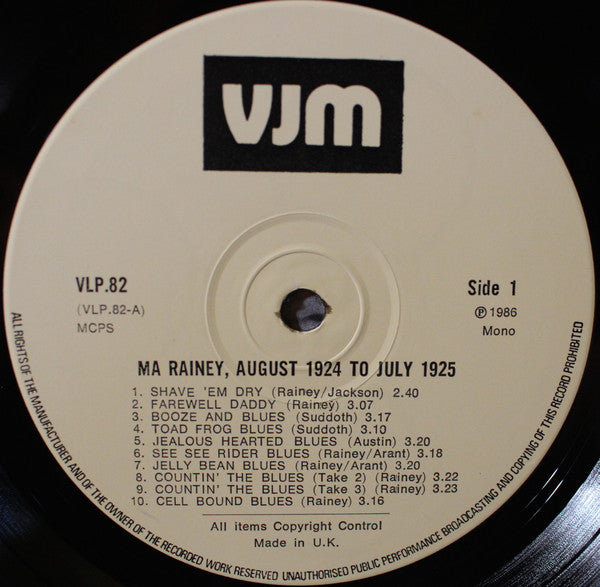 VJM
VLP.82
(VLP.82-A)
MCPS
Side 1
℗ 1986
Mono
MA RAINEY, AUGUST 1924 TO JULY 1925
1. SHAVE 'EM DRY (Rainey/Jackson) 2.40
2. FAREWELL DADDY (Rainey) 3.07
3. BOOZE AND BLUES (Suddoth) 3.17
4. TOAD FROG BLUES (Suddoth) 3.10
5. JEALOUS HEARTED BLUES (Austin) 3.20
6. SEE SEE RIDER BLUES (Rainey/Arant) 3.18
7. JELLY BEAN BLUES (Rainey/Arant) 3.20
8. COUNTIN' THE BLUES (Take 2) (Rainey) 3.22
9. COUNTIN' THE BLUES (Take 3) (Rainey) 3.23
10. CELL BOUND BLUES (Rainey) 3.16
All items Copyright Control
Made in U.K.
ALL RIGHTS OF THE MANUFACTURER AND OF THE OWNER OF THE RECORDED WORK RESERVED UNAUTHORISED PUBLIC PERFORMANCE BROADCASTING AND COPYING OF THIS RECORD PROHIBITED